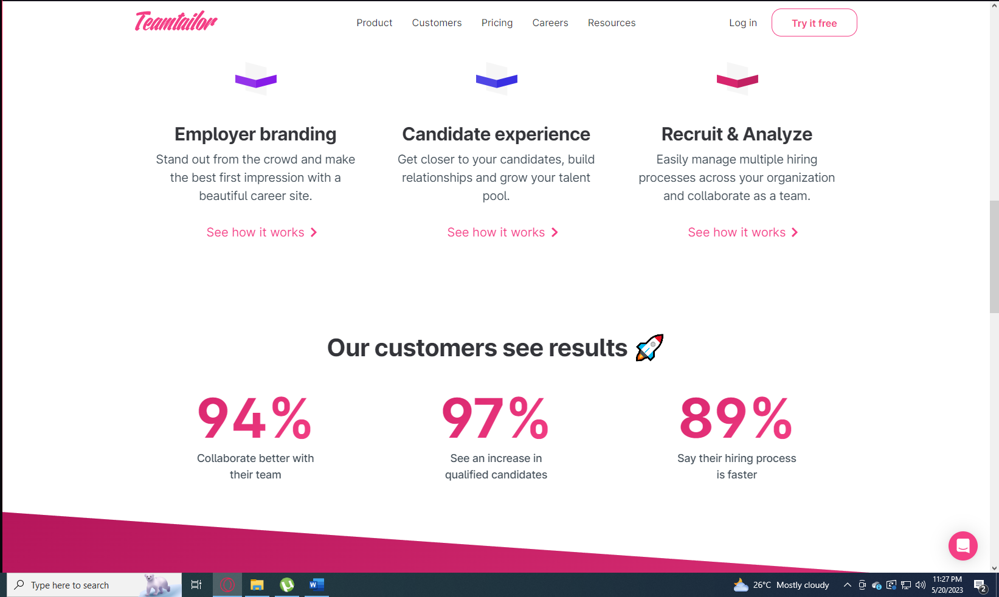 Teamtailor
Product Customers Pricing Careers Resources
Log in
Try it free
Employer branding
Stand out from the crowd and make
the best first impression with a
beautiful career site.
See how it works
Candidate experience
Get closer to your candidates, build
relationships and grow your talent
pool.
See how it works
Recruit & Analyze
Easily manage multiple hiring
processes across your organization
and collaborate as a team.
See how it works
Our customers see results
94%
Collaborate better with
their team
97%
See an increase in
qualified candidates
89%
Say their hiring process
is faster
Type here to search
W
26°C Mostly cloudy
11:27 PM
5/20/2023
2